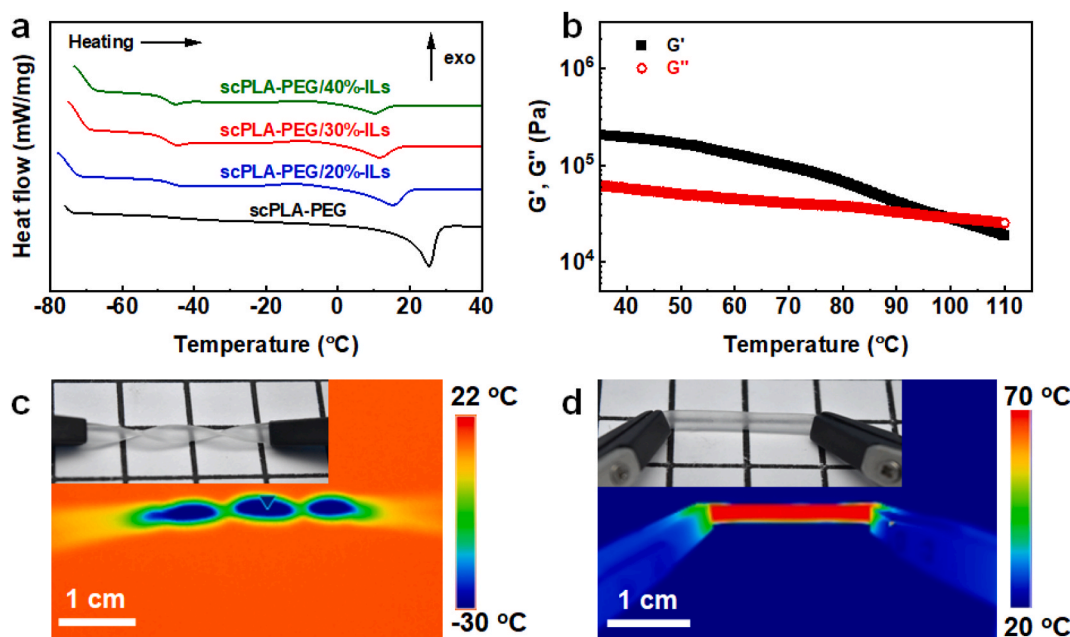 a
Heating
exo
scPLA-PEG/40%-ILs
scPLA-PEG/30%-ILs
scPLA-PEG/20%-ILs
scPLA-PEG
Heat flow (mW/mg)
-80 -60 -40 -20 0 20 40
Temperature (°C)
b
G'
G''
10⁶
10⁵
10⁴
G', G'' (Pa)
40 50 60 70 80 90 100 110
Temperature (°C)
c
22 °C
-30 °C
1 cm
d
70 °C
20 °C
1 cm